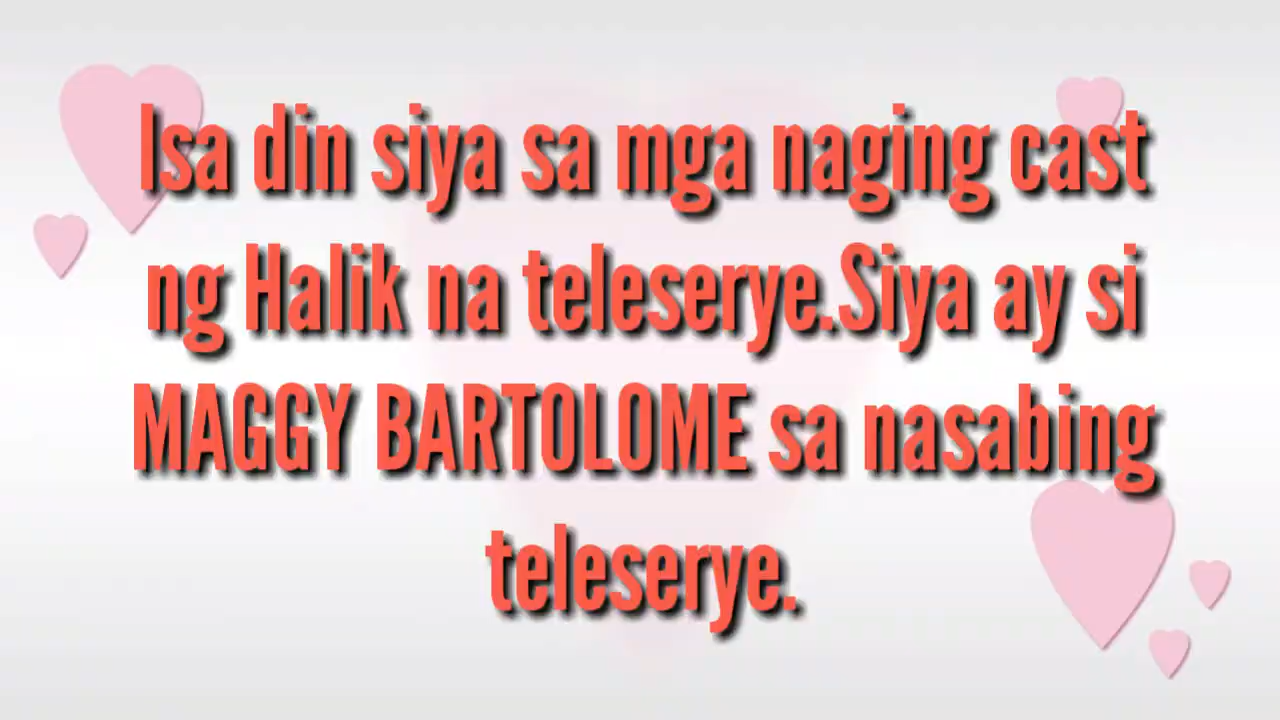 Isa din siya sa mga naging cast
ng Halik na teleserye.Siya ay si
MAGGY BARTOLOME sa nasabing
teleserye.